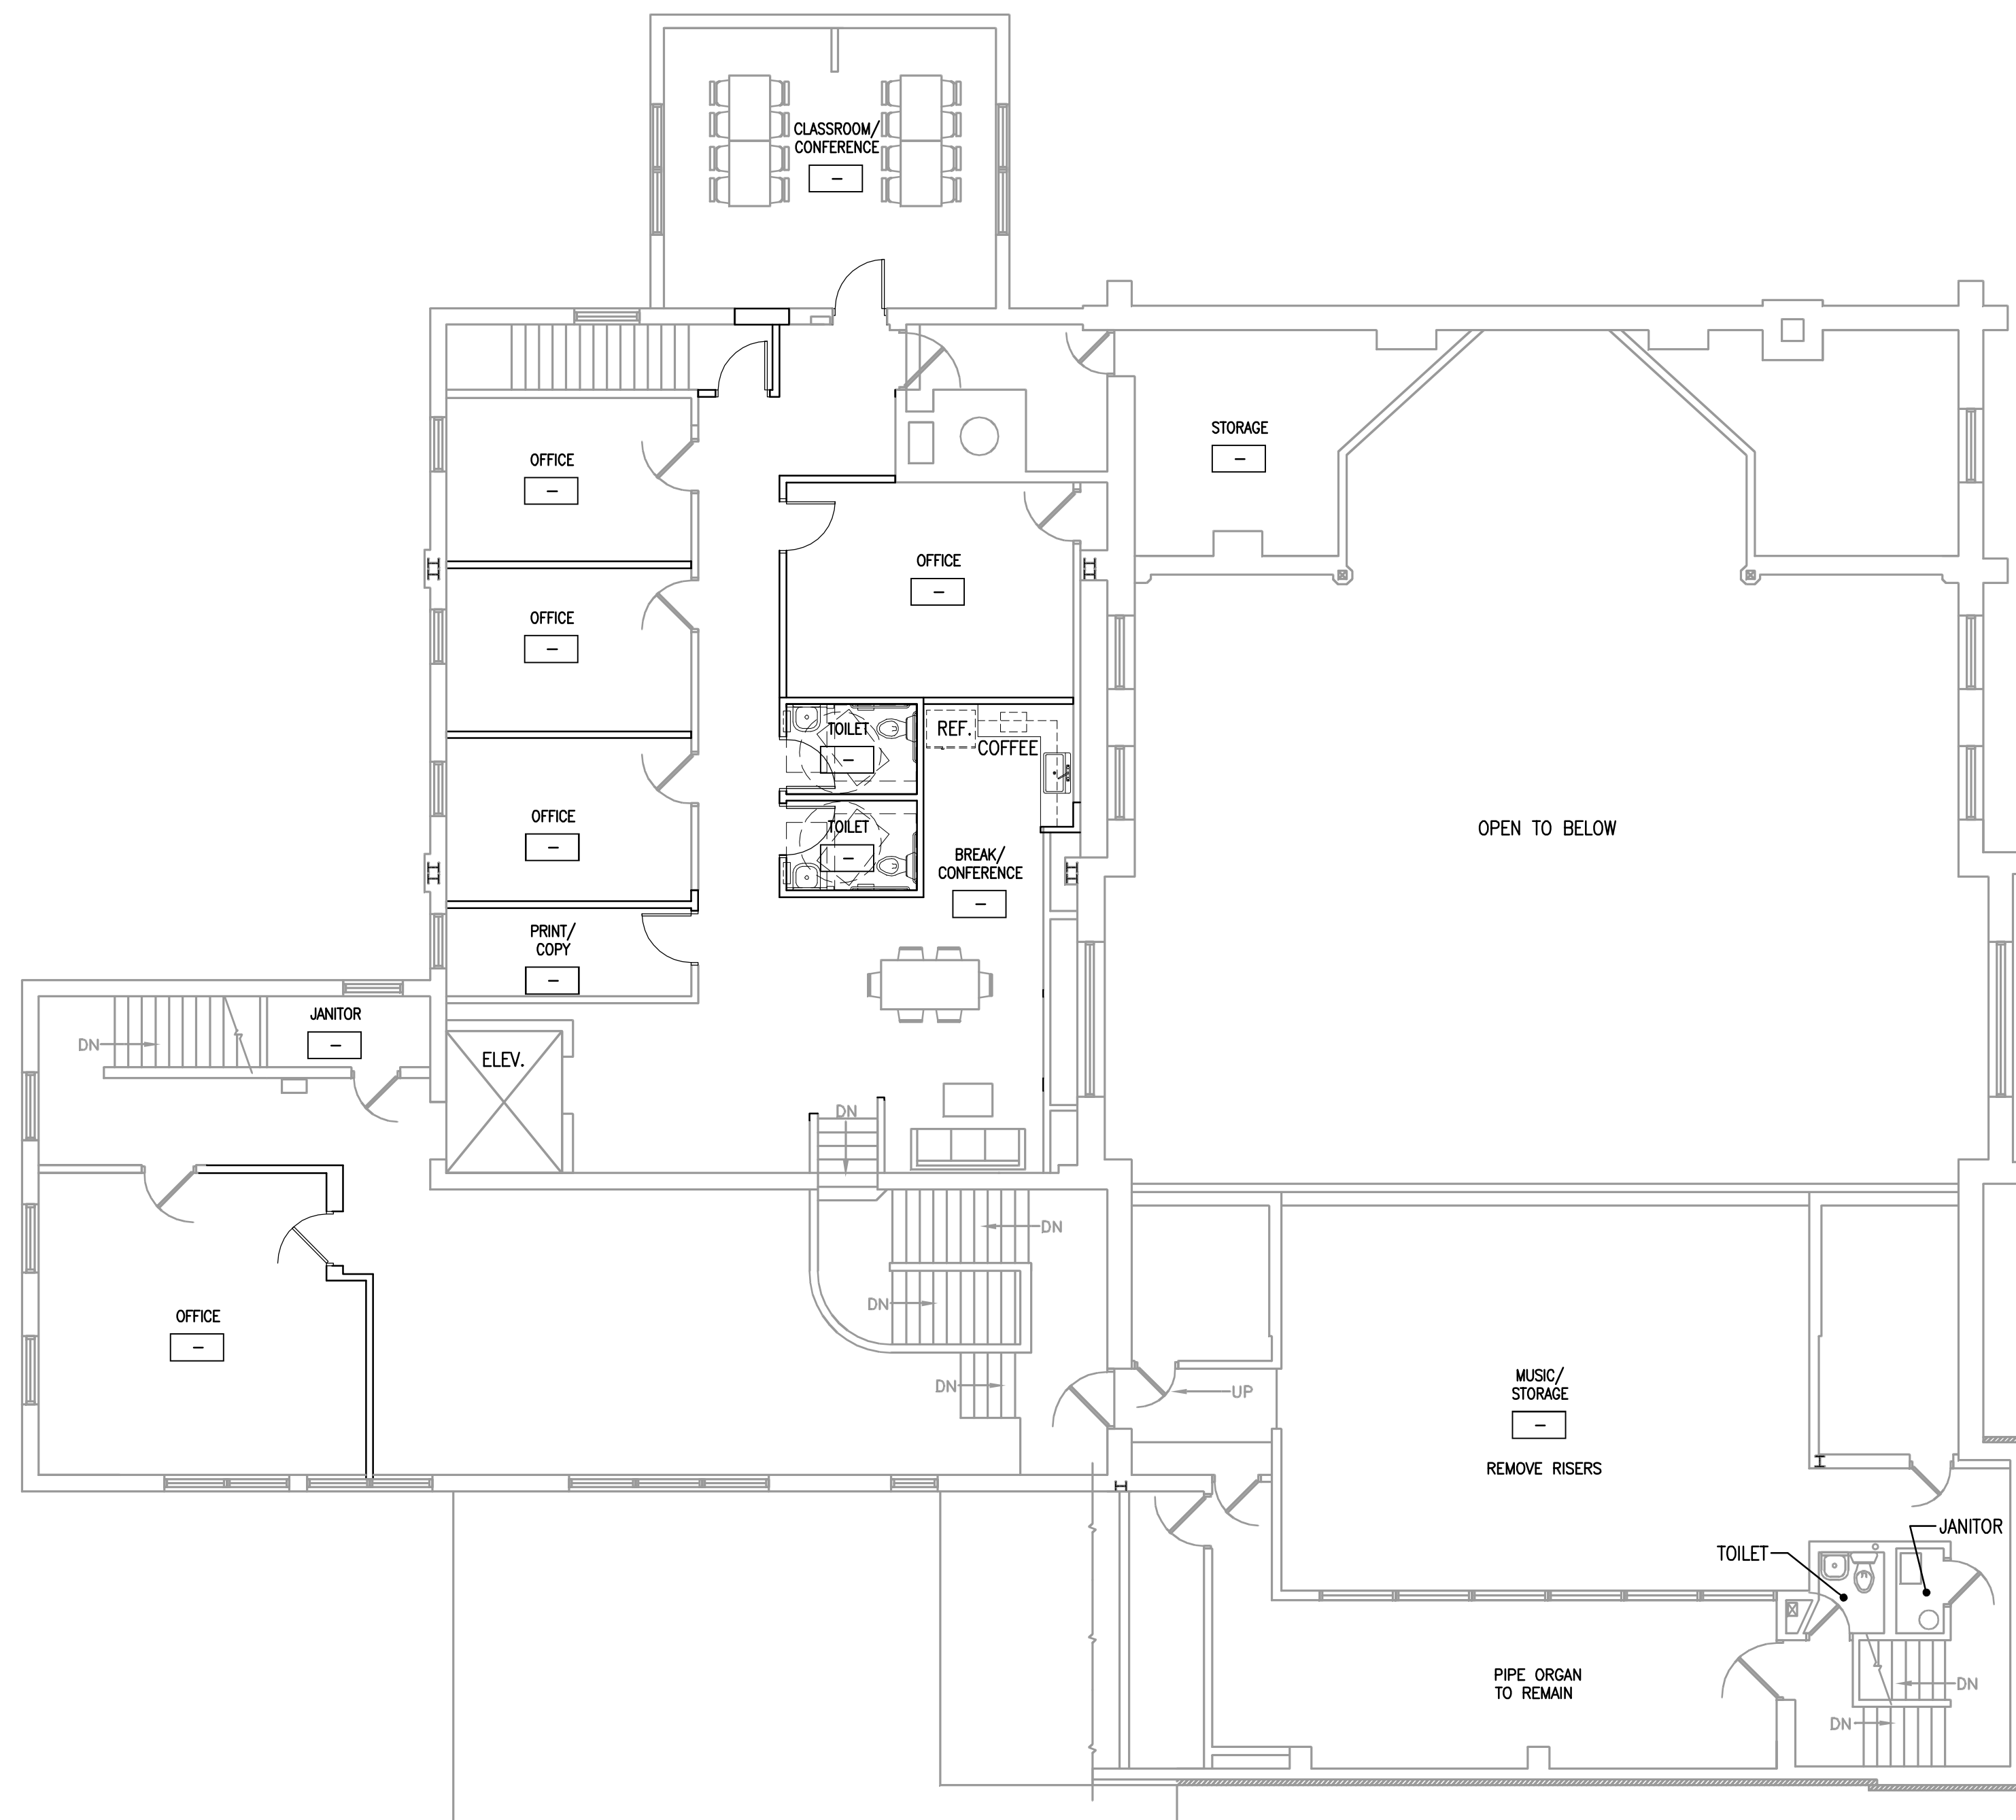 CLASSROOM/
CONFERENCE
-
STORAGE
-
OFFICE
-
OFFICE
-
OFFICE
-
TOILET
-
REF.
COFFEE
OFFICE
-
TOILET
-
OPEN TO BELOW
BREAK/
CONFERENCE
-
PRINT/
COPY
-
JANITOR
-
DN
ELEV.
DN
DN
DN
DN
OFFICE
-
UP
MUSIC/
STORAGE
-
REMOVE RISERS
JANITOR
TOILET
PIPE ORGAN
TO REMAIN
DN
DN